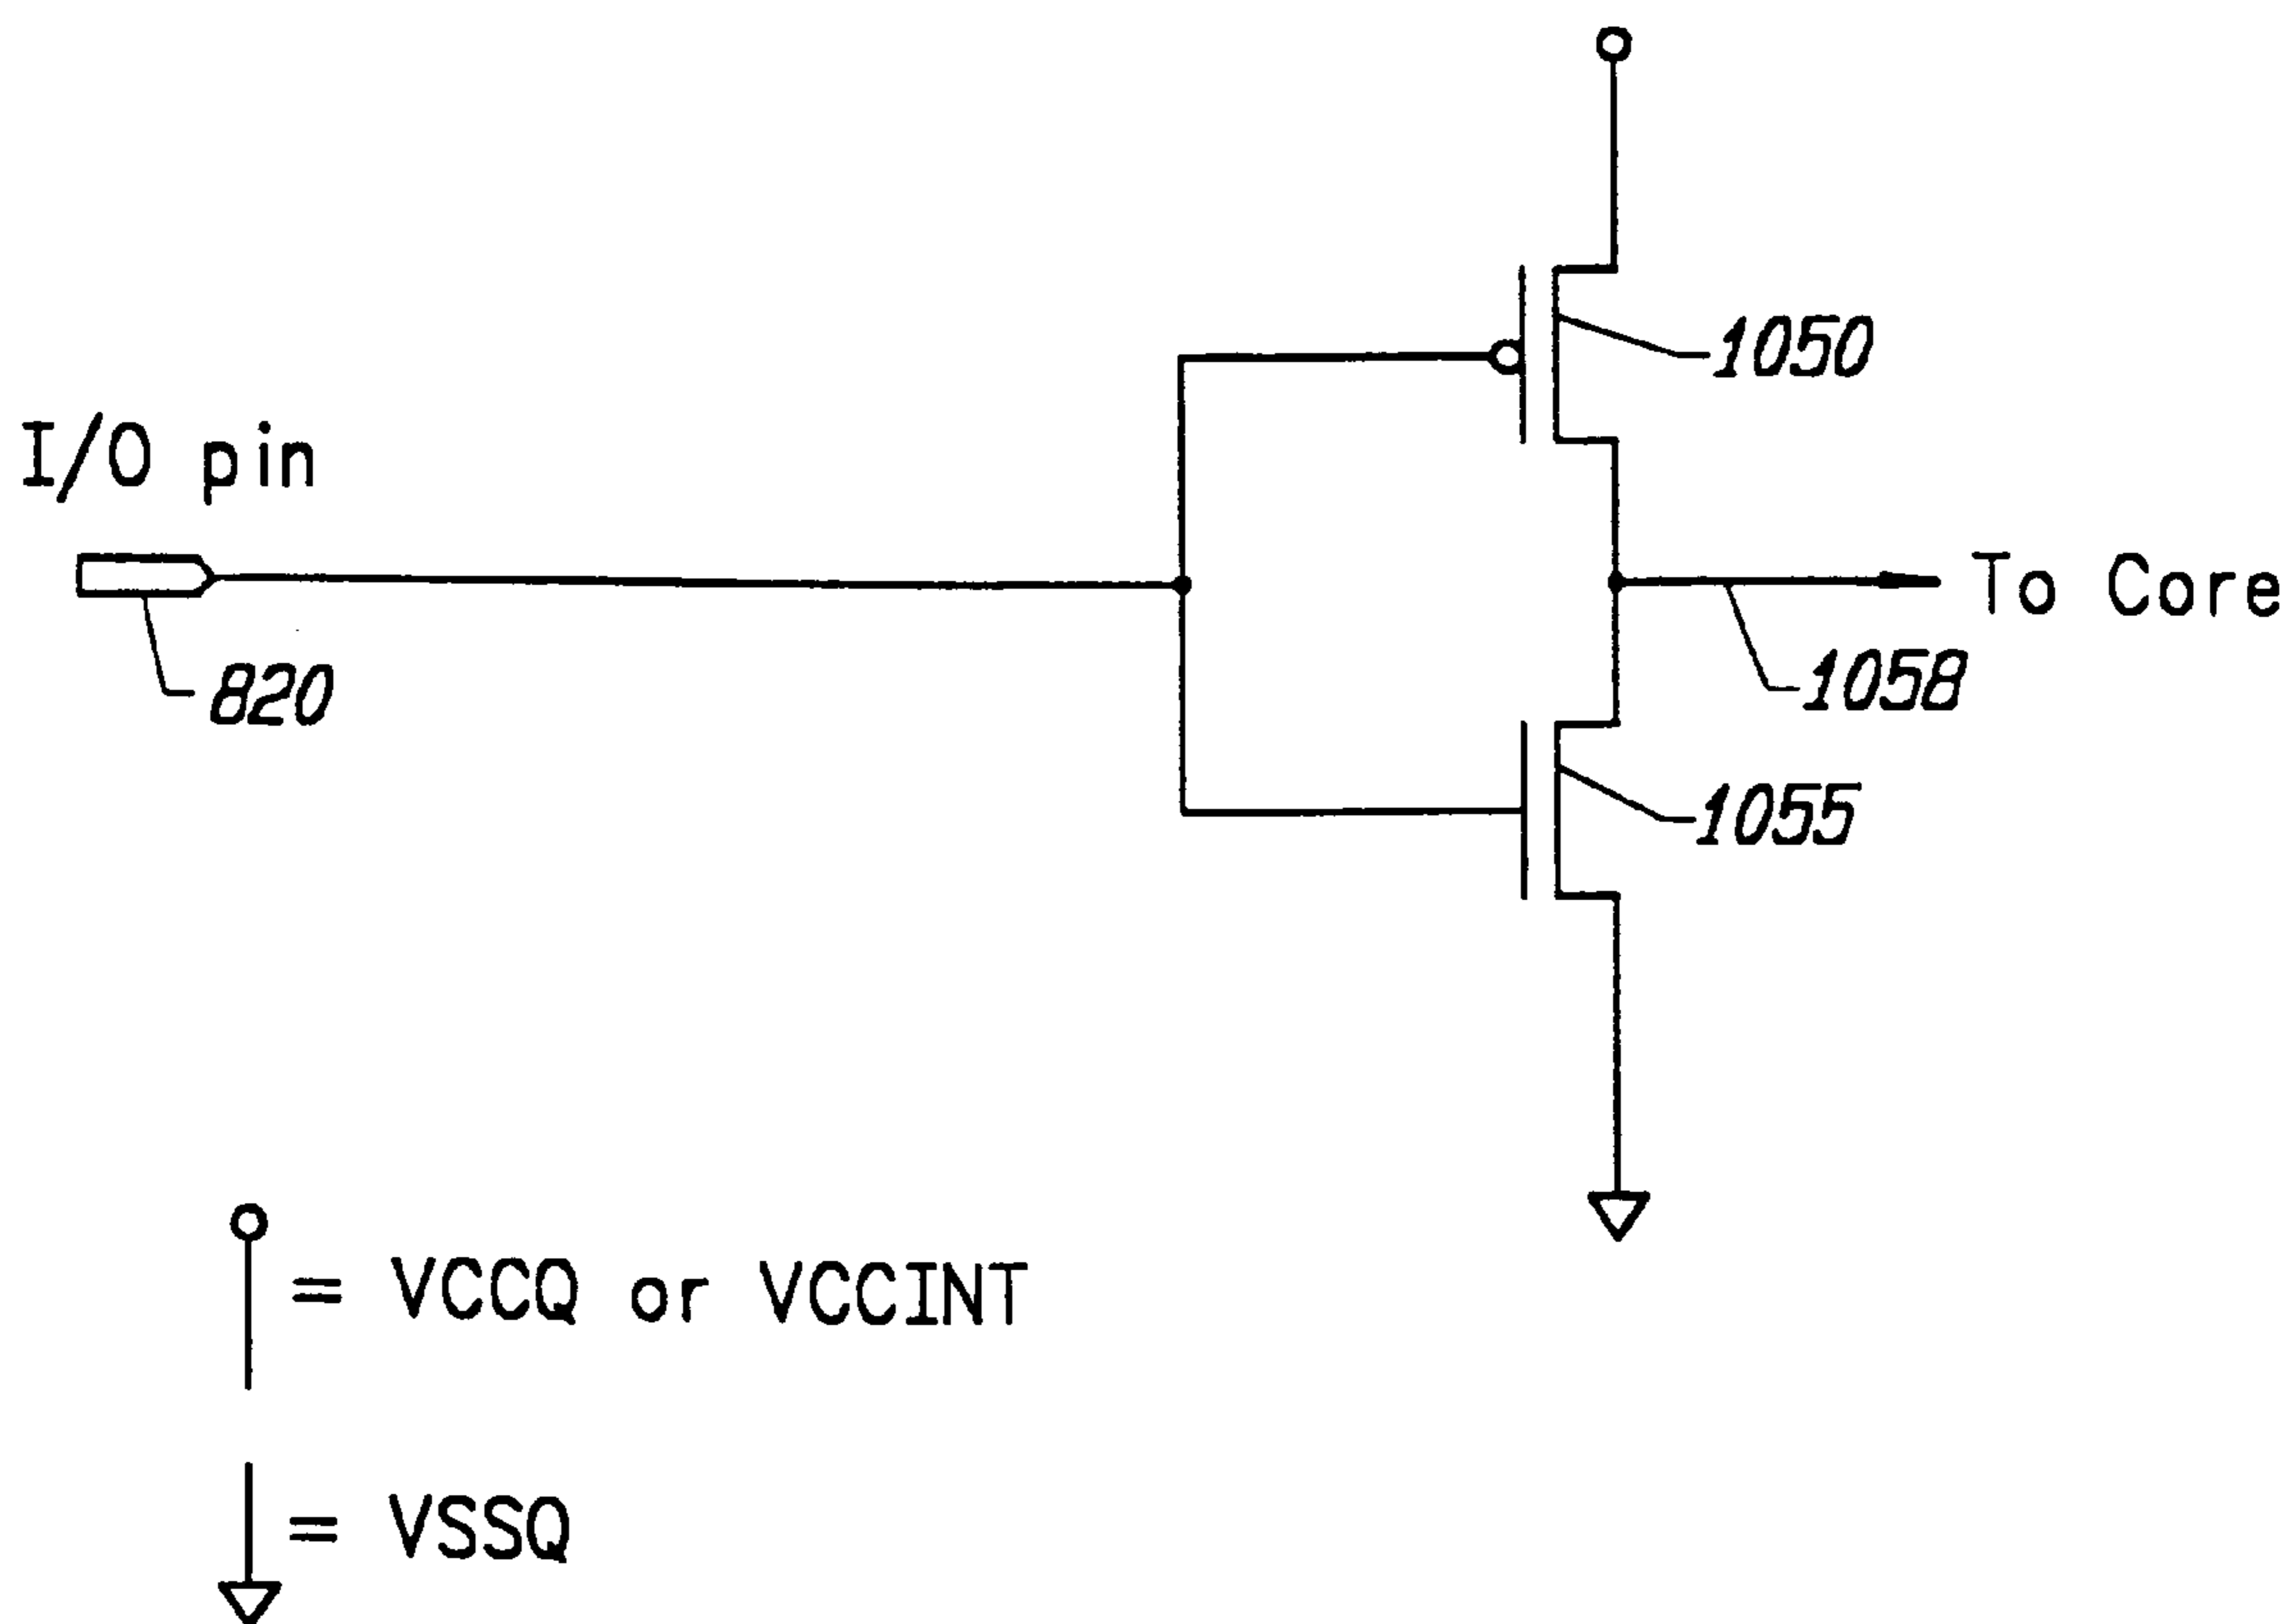 1050
I/O pin
To Core
820
1058
1055
= VCCQ or VCCINT
= VSSQ